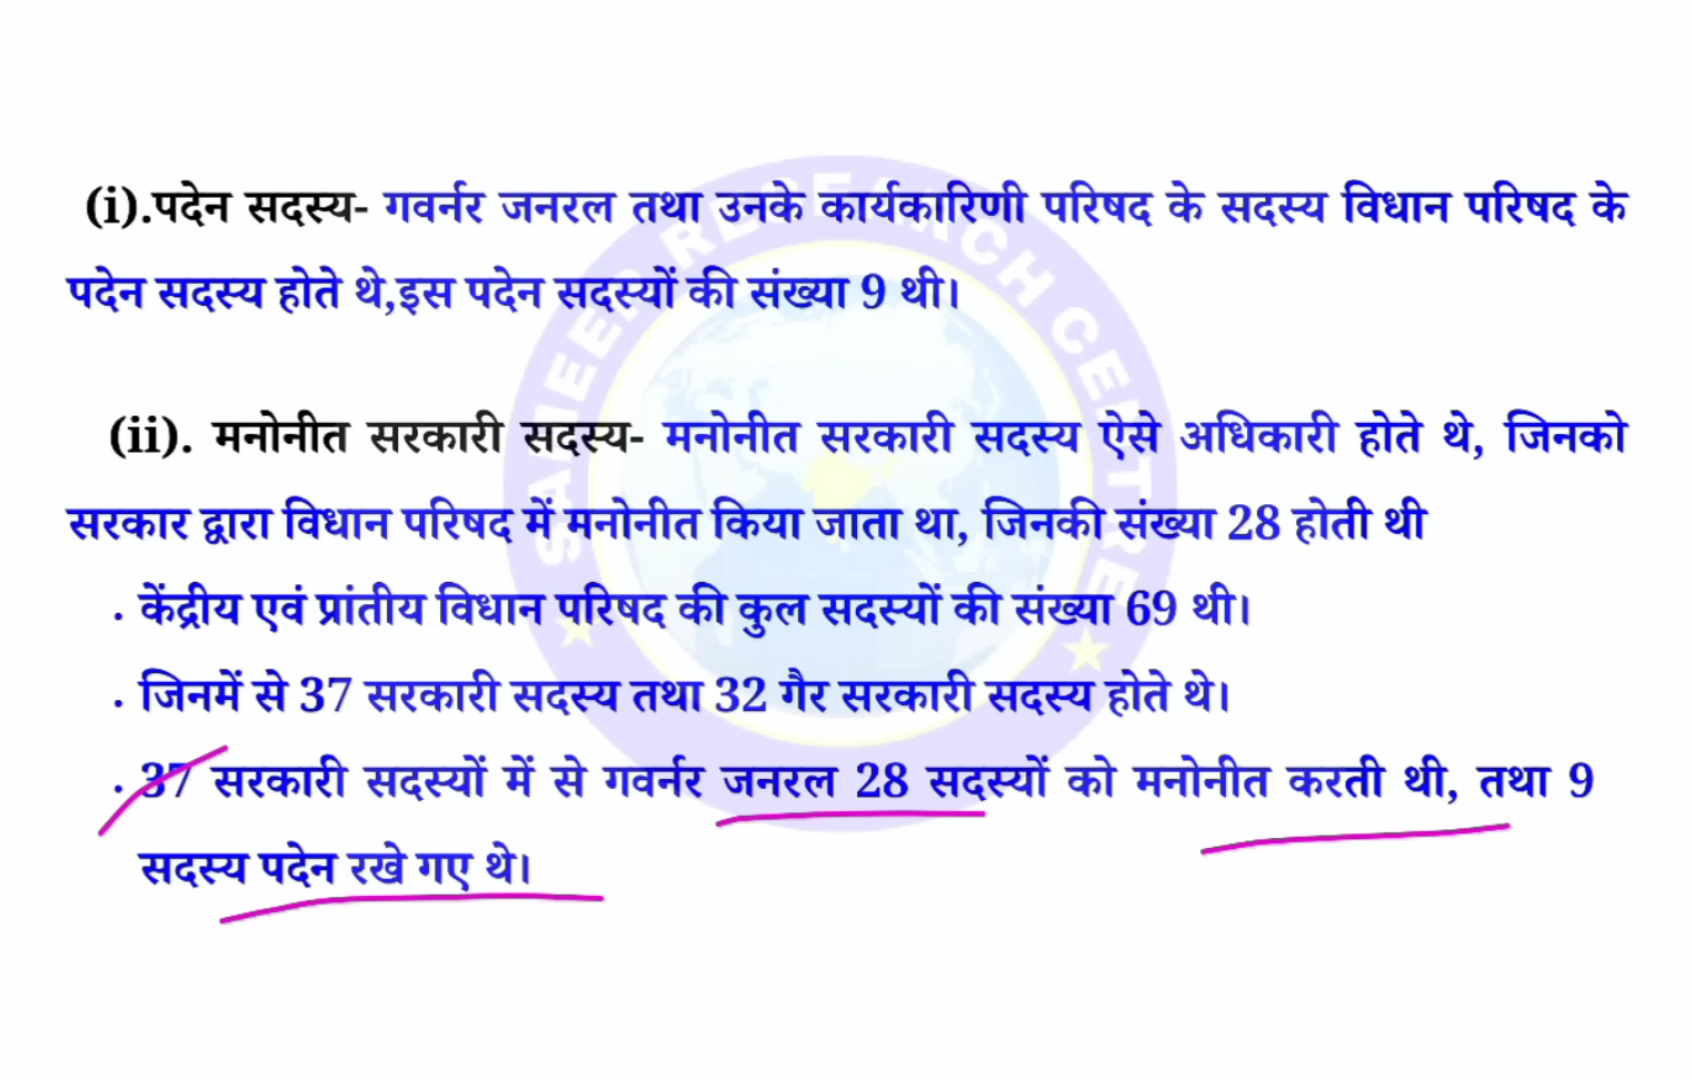 (i).पदेन सदस्य- गवर्नर जनरल तथा उनके कार्यकारिणी परिषद के सदस्य विधान परिषद के
पदेन सदस्य होते थे,इस पदेन सदस्यों की संख्या 9 थी।
(ii). मनोनीत सरकारी सदस्य- मनोनीत सरकारी सदस्य ऐसे अधिकारी होते थे, जिनको
सरकार द्वारा विधान परिषद में मनोनीत किया जाता था, जिनकी संख्या 28 होती थी
. केंद्रीय एवं प्रांतीय विधान परिषद की कुल सदस्यों की संख्या 69 थी।
. जिनमें से 37 सरकारी सदस्य तथा 32 गैर सरकारी सदस्य होते थे।
. 37 सरकारी सदस्यों में से गवर्नर जनरल 28 सदस्यों को मनोनीत करती थी, तथा 9
सदस्य पदेन रखे गए थे।
SAMEER RESEARCH CENTRE